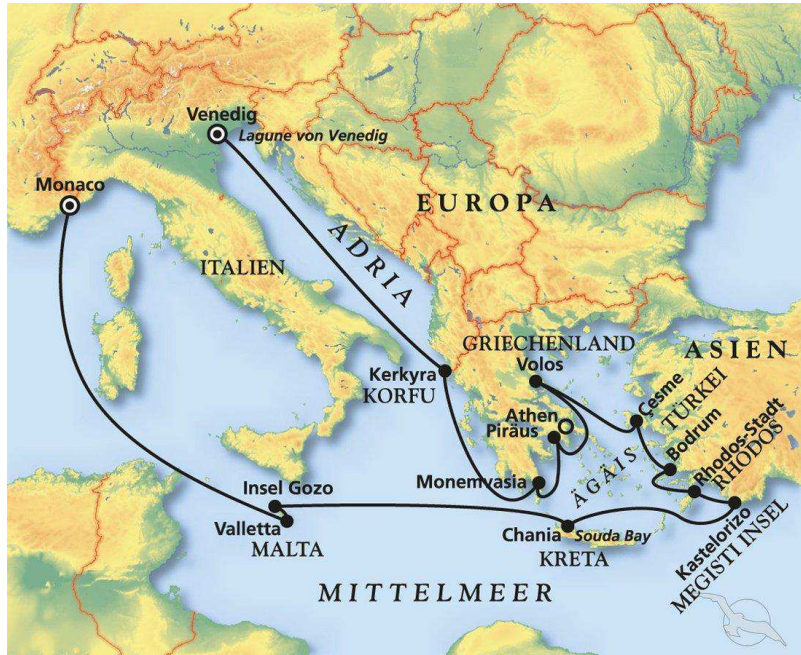 Venedig
Lagune von Venedig
Monaco
EUROPA
ADRIA
ITALIEN
GRIECHENLAND
Volos
ASIEN
Kerkyra
KORFU
Çesme
TÜRKEI
Athen
Piräus
Bodrum
Rhodos-Stadt
RHODOS
ÄGÄIS
Monemvasia
Insel Gozo
Valletta
MALTA
Chania
Souda Bay
KRETA
Kastelorizo
MEGISTI INSEL
MITTELMEER